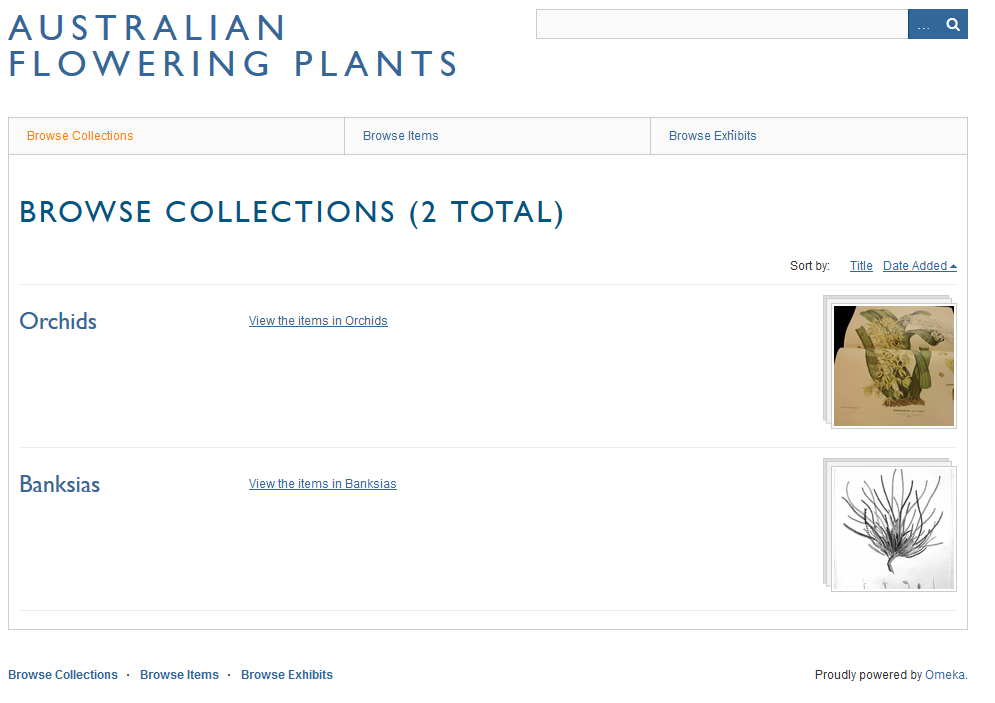 AUSTRALIAN
FLOWERING PLANTS
...
Browse Collections
Browse Items
Browse Exhibits
BROWSE COLLECTIONS (2 TOTAL)
Sort by: Title Date Added
Orchids
View the items in Orchids
Banksias
View the items in Banksias
Browse Collections · Browse Items · Browse Exhibits
Proudly powered by Omeka.